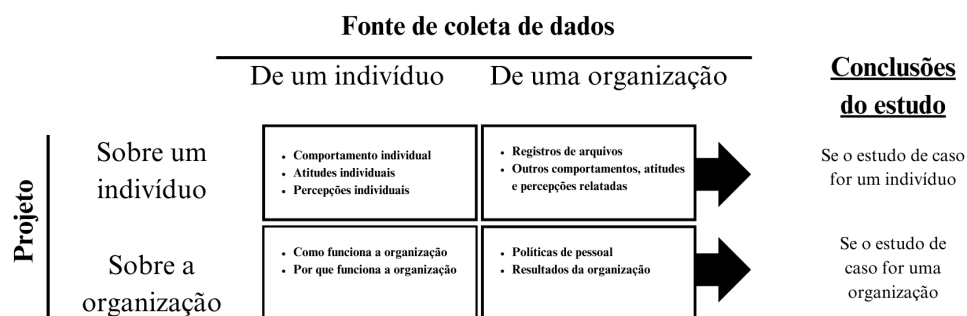 Fonte de coleta de dados
De um indivíduo
De uma organização
Conclusões
do estudo
Projeto
Sobre um
indivíduo
• Comportamento individual
• Atitudes individuais
• Percepções individuais
• Registros de arquivos
• Outros comportamentos, atitudes
e percepções relatadas
Se o estudo de caso
for um indivíduo
Sobre a
organização
• Como funciona a organização
• Por que funciona a organização
• Políticas de pessoal
• Resultados da organização
Se o estudo de
caso for uma
organização